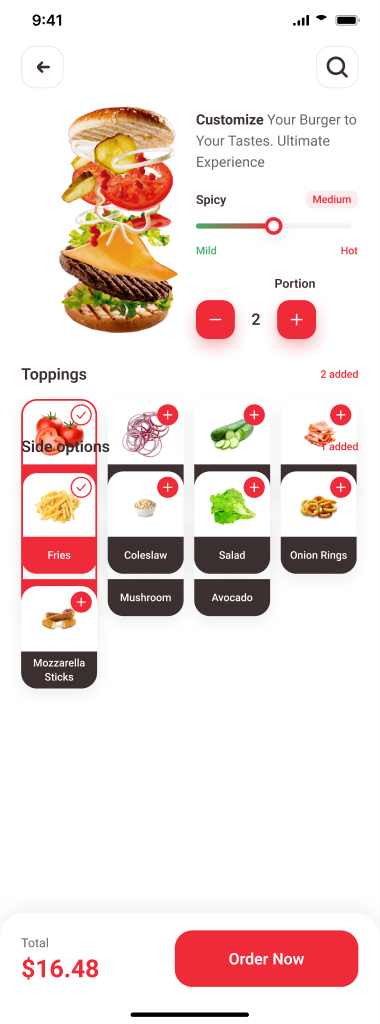 9:41
Customize Your Burger to
Your Tastes. Ultimate
Experience
Spicy
Medium
Mild
Hot
Portion
2
Toppings
2 added
Side options
1 added
Fries
Coleslaw
Salad
Onion Rings
Mushroom
Avocado
Mozzarella
Sticks
Total
$16.48
Order Now